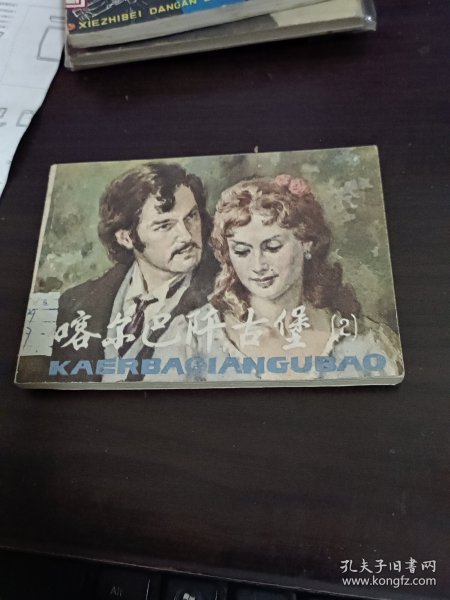 XIEZHIBEI DANGAN
喀尔巴阡古堡(2)
KAERBAQIANGUBAO
Alt
孔夫子旧书网
www.kongfz.com